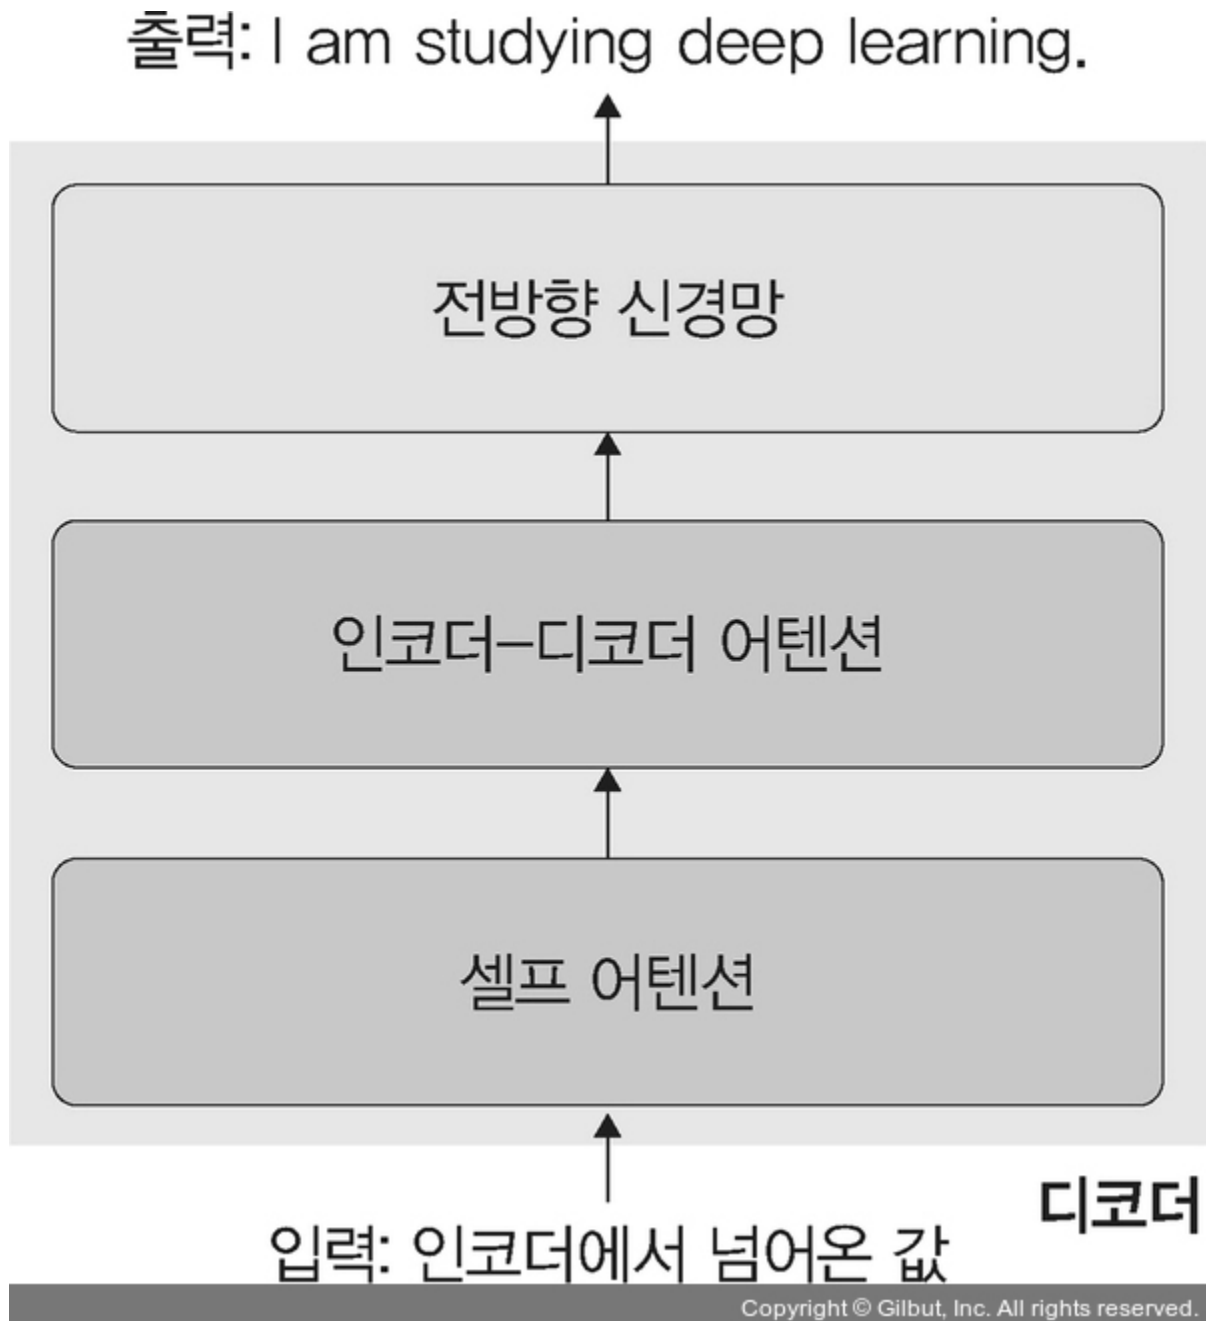 출력: I am studying deep learning.
전방향 신경망
인코더-디코더 어텐션
셀프 어텐션
디코더
입력: 인코더에서 넘어온 값
Copyright © Gilbut, Inc. All rights reserved.